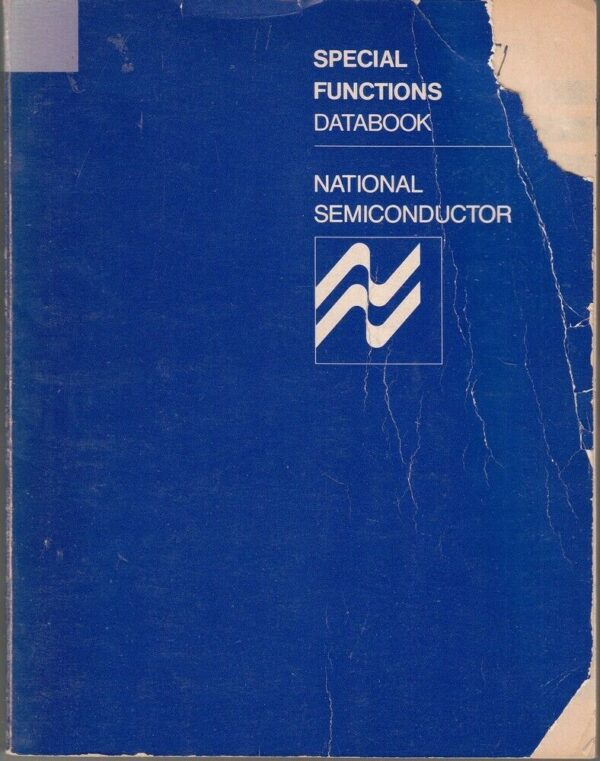 SPECIAL
FUNCTIONS
DATABOOK
NATIONAL
SEMICONDUCTOR